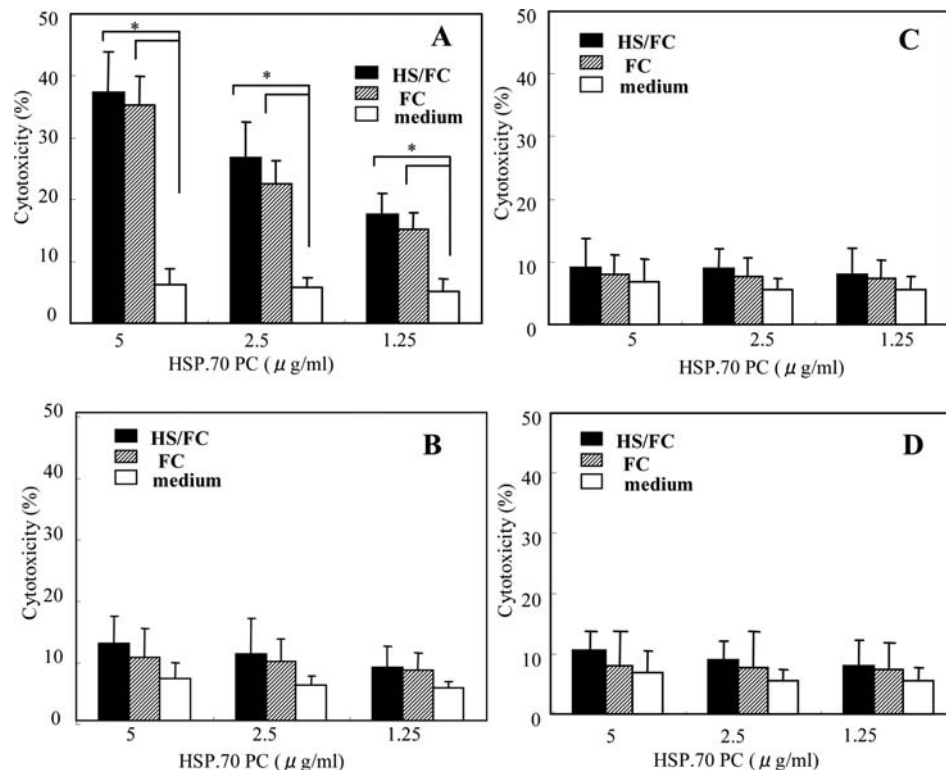 A
50
40
30
20
10
0
Cytotoxicity (%)
*
*
*
HS/FC
FC
medium
5 2.5 1.25
HSP.70 PC ( μ g/ml)
C
50
40
30
20
10
0
Cytotoxicity (%)
HS/FC
FC
medium
5 2.5 1.25
HSP.70 PC ( μ g/ml)
B
50
40
30
20
10
0
Cytotoxicity (%)
HS/FC
FC
medium
5 2.5 1.25
HSP.70 PC ( μ g/ml)
D
50
40
30
20
10
0
Cytotoxicity (%)
HS/FC
FC
medium
5 2.5 1.25
HSP.70 PC ( μ g/ml)